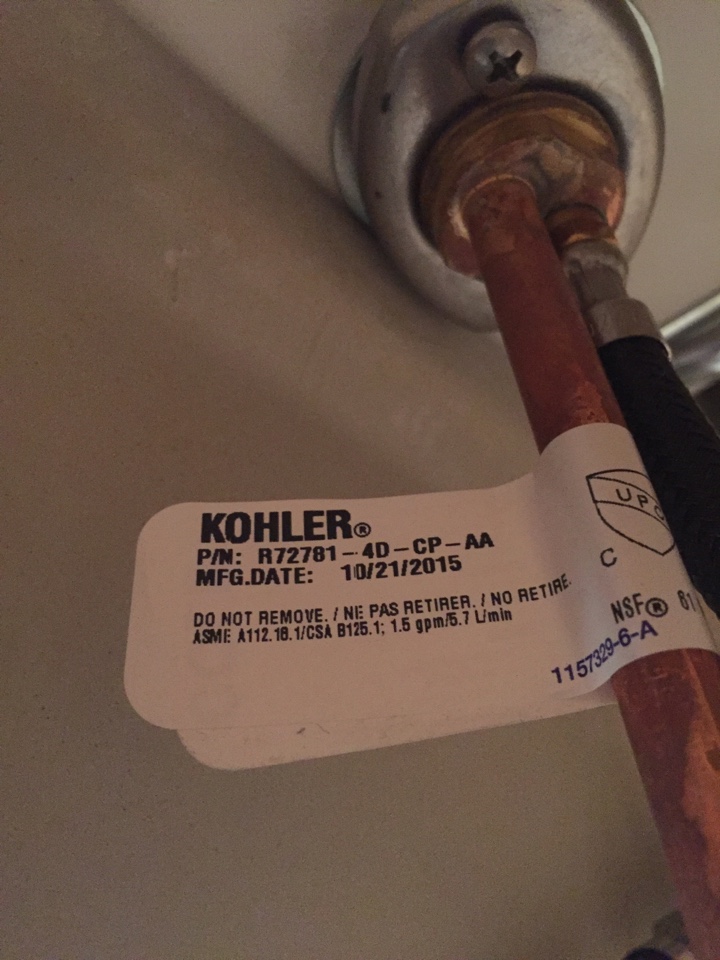 KOHLER®
P/N: R72781-4D-CP-AA
MFG.DATE: 10/21/2015
DO NOT REMOVE. / NE PAS RETIRER. / NO RETIRE.
ASME A112.18.1/CSA B125.1; 1.5 gpm/5.7 L/min
UPC
C
NSF® 61
1157329-6-A